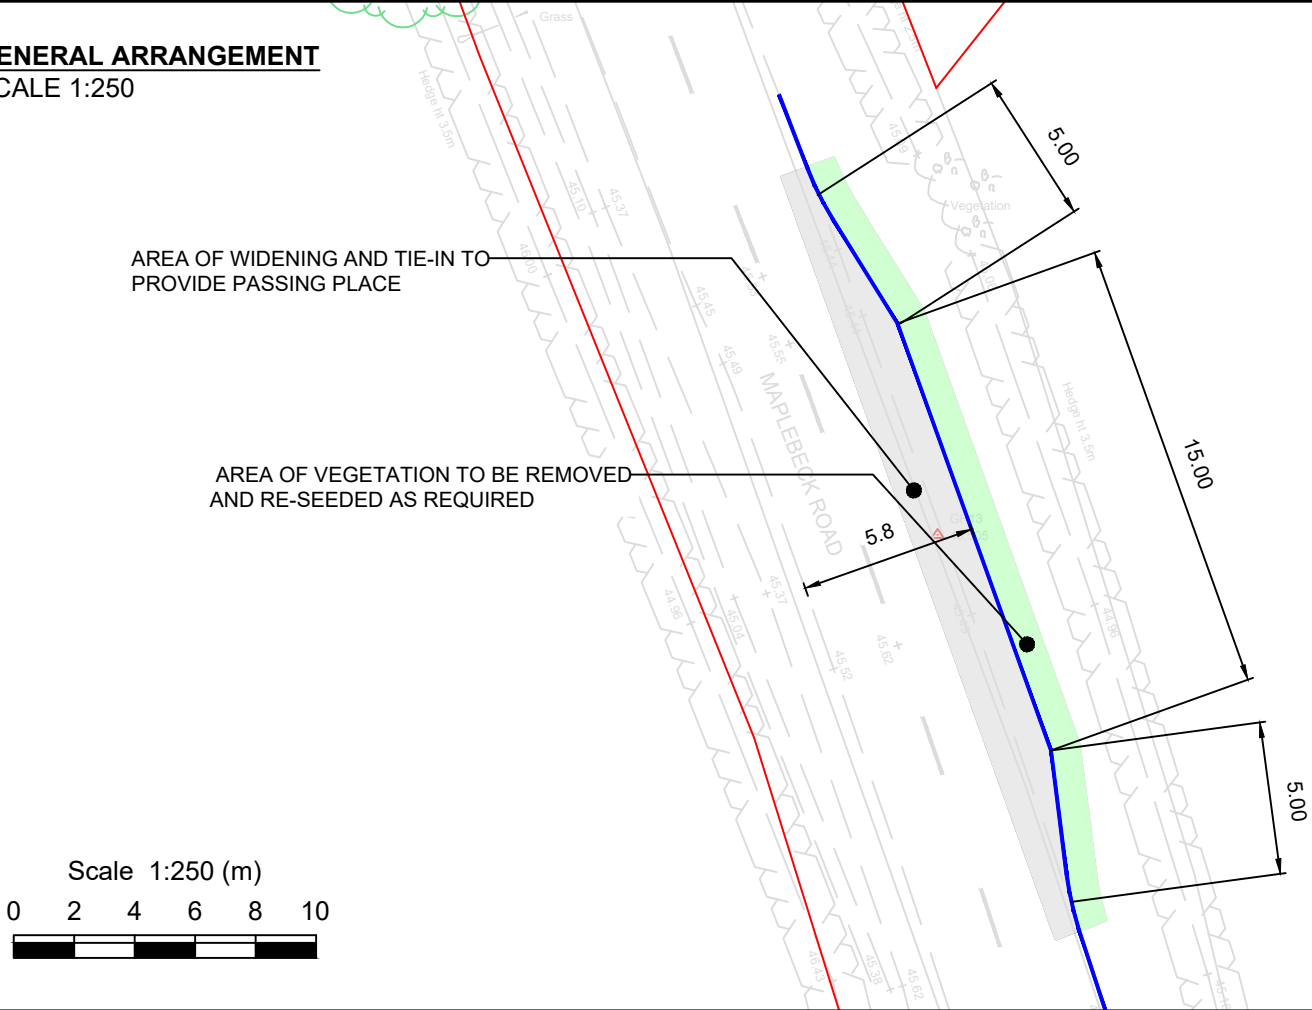 ENERAL ARRANGEMENT
CALE 1:250
Grass
Hedge ht 3.5m
45.10
45.37
5.00
Vegetation
AREA OF WIDENING AND TIE-IN TO
PROVIDE PASSING PLACE
45.45
45.49
45.55
MAPLEBECK ROAD
Hedge ht 3.5m
15.00
AREA OF VEGETATION TO BE REMOVED
AND RE-SEEDED AS REQUIRED
5.8
45.37
44.96
45.04
45.62
45.52
44.96
5.00
Scale 1:250 (m)
0 2 4 6 8 10
46.43
45.38
45.62